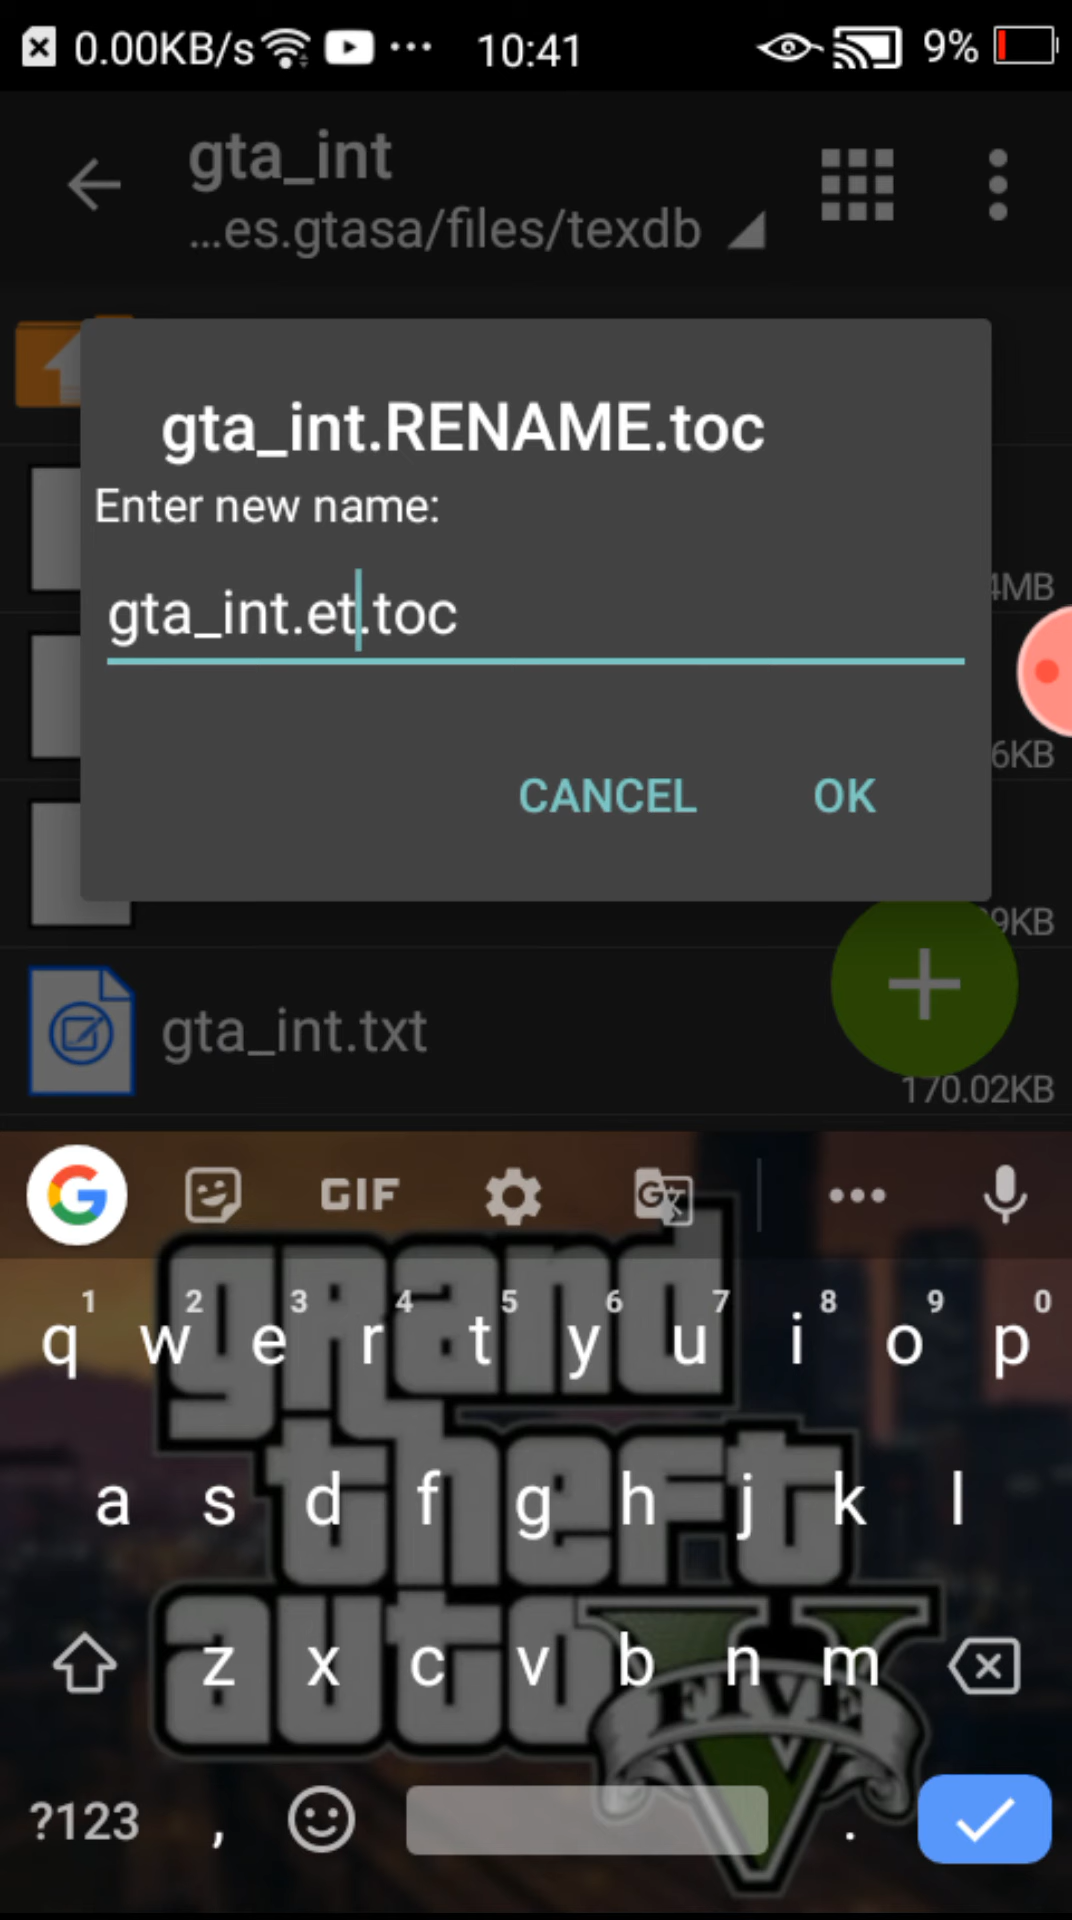 0.00KB/s ••• 10:41 9%
gta_int
...es.gtasa/files/texdb
gta_int.RENAME.toc
Enter new name:
gta_int.et.toc
4MB
6KB
CANCEL OK
9KB
gta_int.txt
170.02KB
G GIF G
1 2 3 4 5 6 7 8 9 0
q w e r t y u i o p
a s d f g h j k l
z x c v b n m
?123 , .
grand
theft
auto V
FIVE